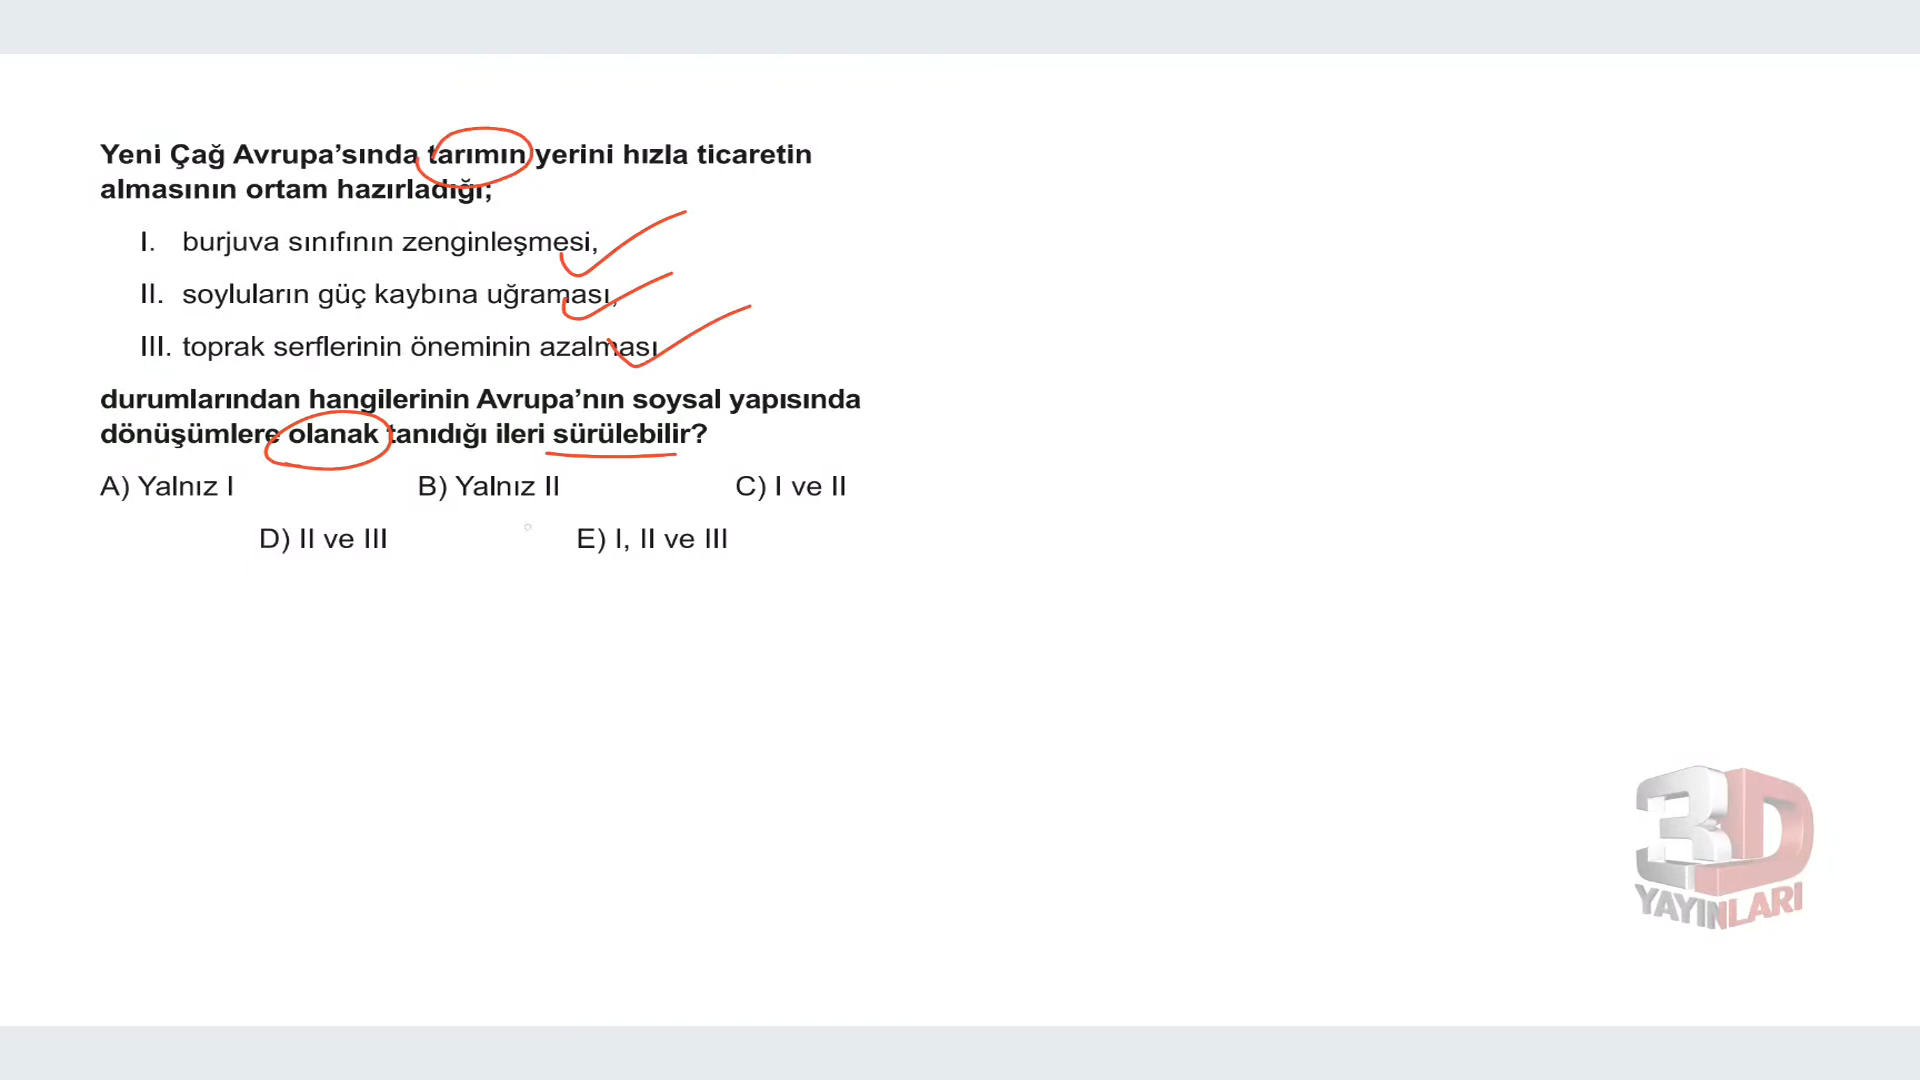 Yeni Çağ Avrupa’sında tarımın yerini hızla ticaretin
almasının ortam hazırladığı;
I. burjuva sınıfının zenginleşmesi,
II. soyluların güç kaybına uğraması,
III. toprak serflerinin öneminin azalması
durumlarından hangilerinin Avrupa’nın soysal yapısında
dönüşümlere olanak tanıdığı ileri sürülebilir?
A) Yalnız I B) Yalnız II C) I ve II
D) II ve III E) I, II ve III
3D
YAYINLARI